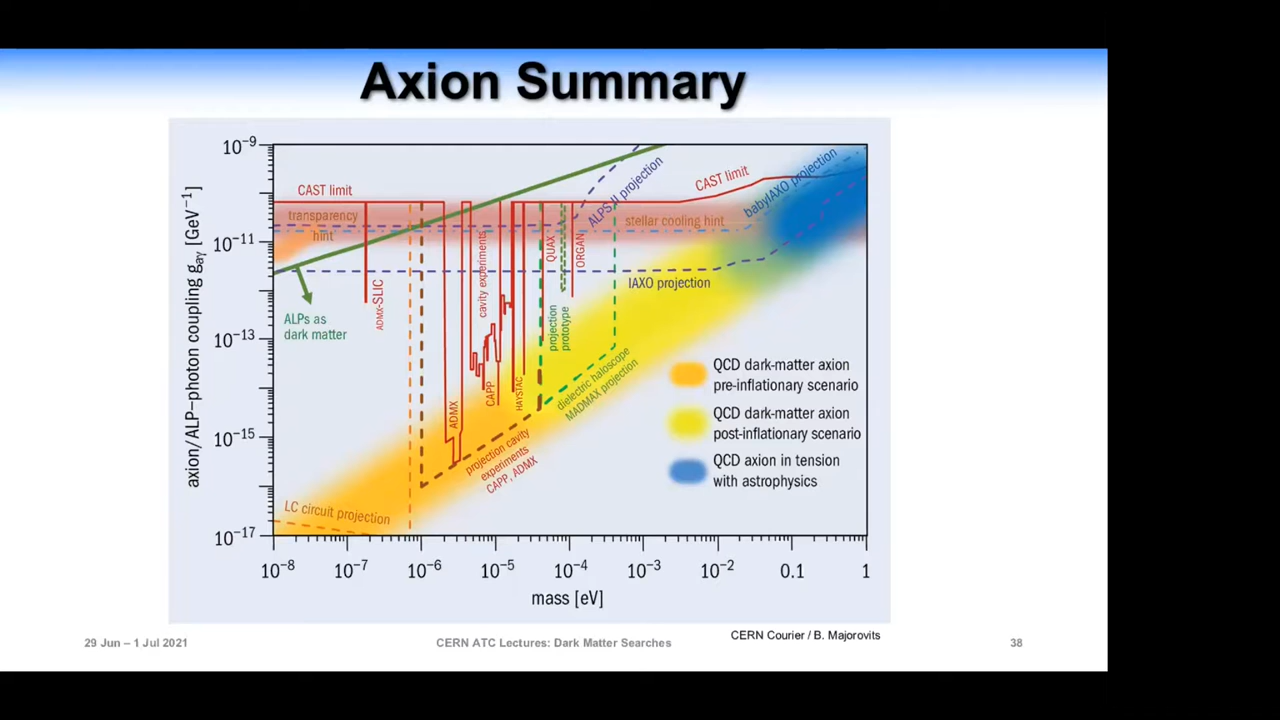 Axion Summary
10⁻⁹
10⁻¹¹
10⁻¹³
10⁻¹⁵
10⁻¹⁷
axion/ALP–photon coupling gₐᵧ [GeV⁻¹]
CAST limit
transparency
hint
ALPs as
dark matter
ADMX-SLIC
cavity experiments
ADMX
CAPP
HAYSTAC
QUAX
ORGAN
projection
prototype
ALPS II projection
CAST limit
stellar cooling hint
babyIAXO projection
IAXO projection
dielectric haloscope
MADMAX projection
projection cavity
experiments
CAPP, ADMX
LC circuit projection
QCD dark-matter axion
pre-inflationary scenario
QCD dark-matter axion
post-inflationary scenario
QCD axion in tension
with astrophysics
10⁻⁸ 10⁻⁷ 10⁻⁶ 10⁻⁵ 10⁻⁴ 10⁻³ 10⁻² 0.1 1
mass [eV]
CERN Courier / B. Majorovits
29 Jun – 1 Jul 2021 CERN ATC Lectures: Dark Matter Searches 38